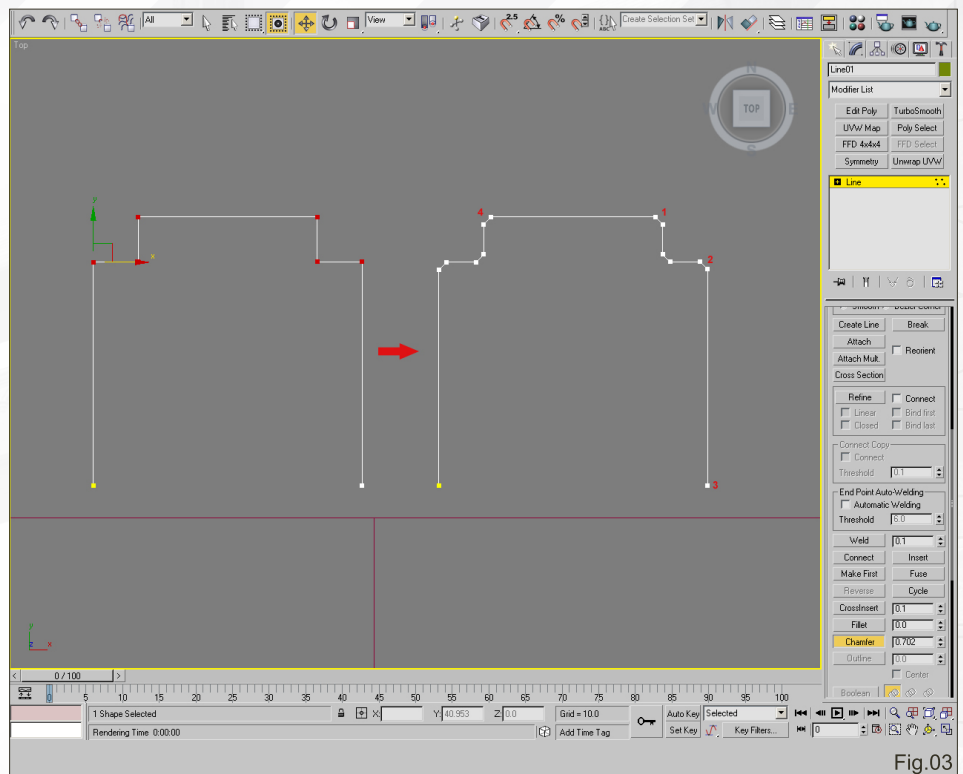 All
View
2.5
Create Selection Set
ABC
Top
N
W
TOP
E
S
y
x
4
1
2
3
y
z
x
Line01
Modifier List
Edit Poly
TurboSmooth
UVW Map
Poly Select
FFD 4x4x4
FFD Select
Symmetry
Unwrap UVW
Line
Smooth
Bezier Corner
Create Line
Break
Attach
Reorient
Attach Mult.
Cross Section
Refine
Connect
Linear
Bind first
Closed
Bind last
Connect Copy
Connect
Threshold
0.1
End Point Auto-Welding
Automatic Welding
Threshold
6.0
Weld
0.1
Connect
Insert
Make First
Fuse
Reverse
Cycle
CrossInsert
0.1
Fillet
0.0
Chamfer
0.702
Outline
0.0
Center
Boolean
0 / 100
0 5 10 15 20 25 30 35 40 45 50 55 60 65 70 75 80 85 90 95 100
1 Shape Selected
X:
Y: 40.953
Z: 0.0
Grid = 10.0
Auto Key
Selected
Rendering Time 0:00:00
Add Time Tag
Set Key
Key Filters...
0
Fig.03